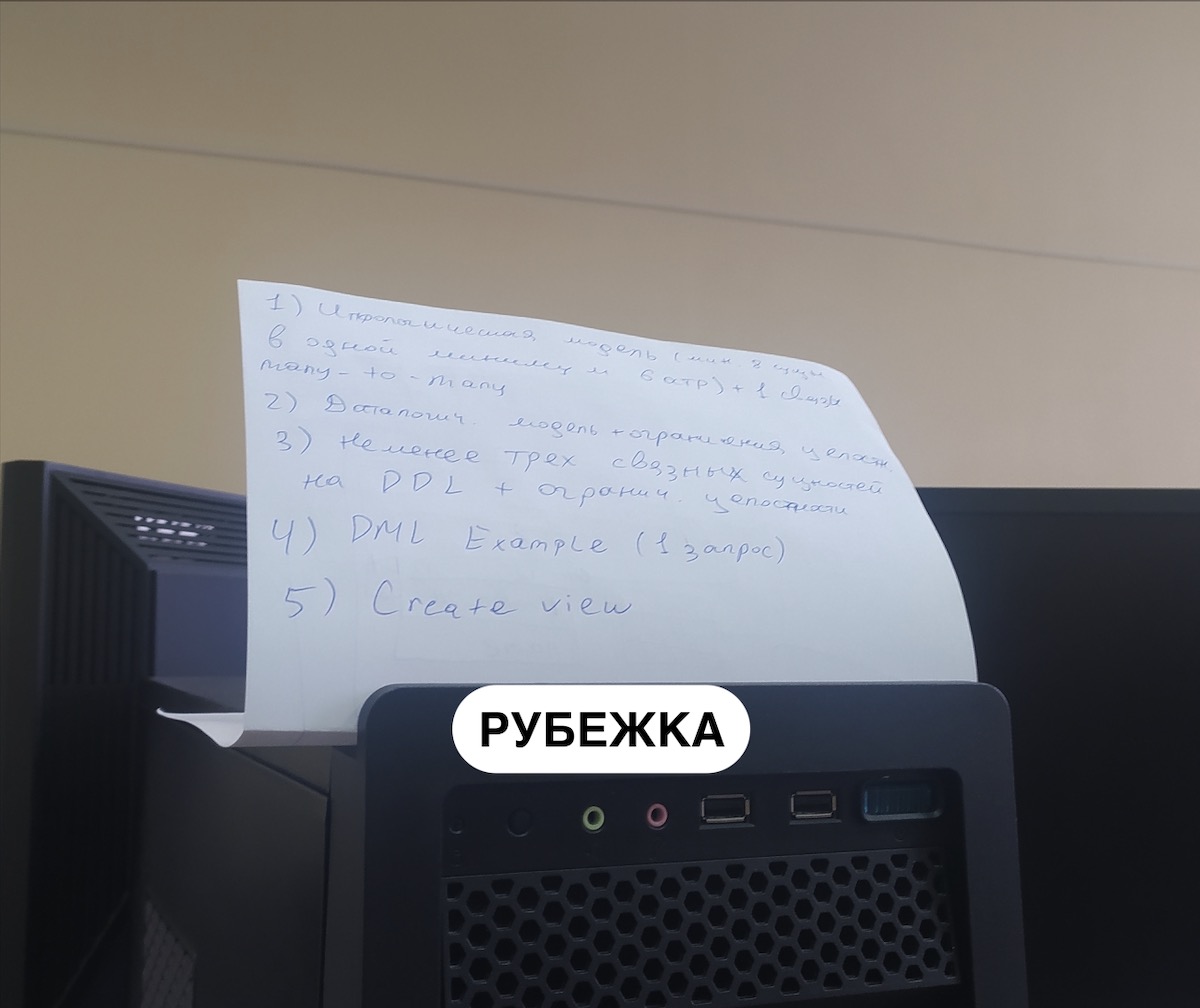 1) Инфологическая модель (мин. 8 сущн
в одной минимум 6 атр) + 1 связи
many-to-many
2) Даталогич. модель + ограничения целостн.
3) Не менее трех связных сущностей
на DDL + огранич. целостности
4) DML Example (1 запрос)
5) Create view
РУБЕЖКА